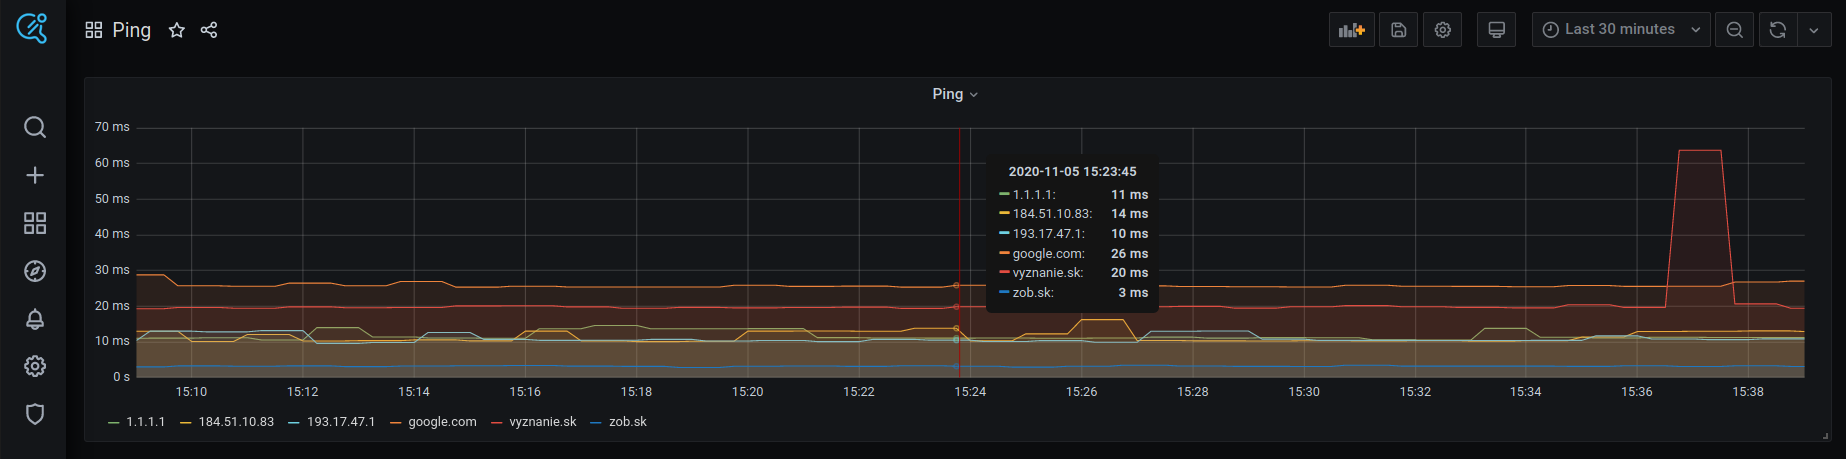 Ping
Last 30 minutes
Ping
70 ms
60 ms
50 ms
40 ms
30 ms
20 ms
10 ms
0 s
2020-11-05 15:23:45
1.1.1.1: 11 ms
184.51.10.83: 14 ms
193.17.47.1: 10 ms
google.com: 26 ms
vyznanie.sk: 20 ms
zob.sk: 3 ms
15:10 15:12 15:14 15:16 15:18 15:20 15:22 15:24 15:26 15:28 15:30 15:32 15:34 15:36 15:38
1.1.1.1 184.51.10.83 193.17.47.1 google.com vyznanie.sk zob.sk